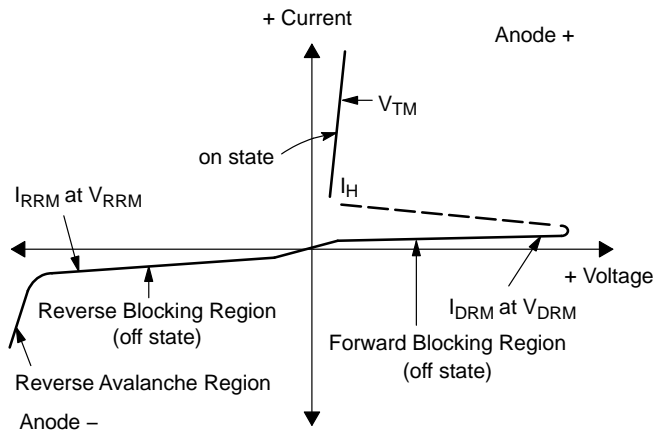 + Current
Anode +
V_TM
on state
I_H
I_RRM at V_RRM
+ Voltage
I_DRM at V_DRM
Reverse Blocking Region
(off state)
Forward Blocking Region
(off state)
Reverse Avalanche Region
Anode −